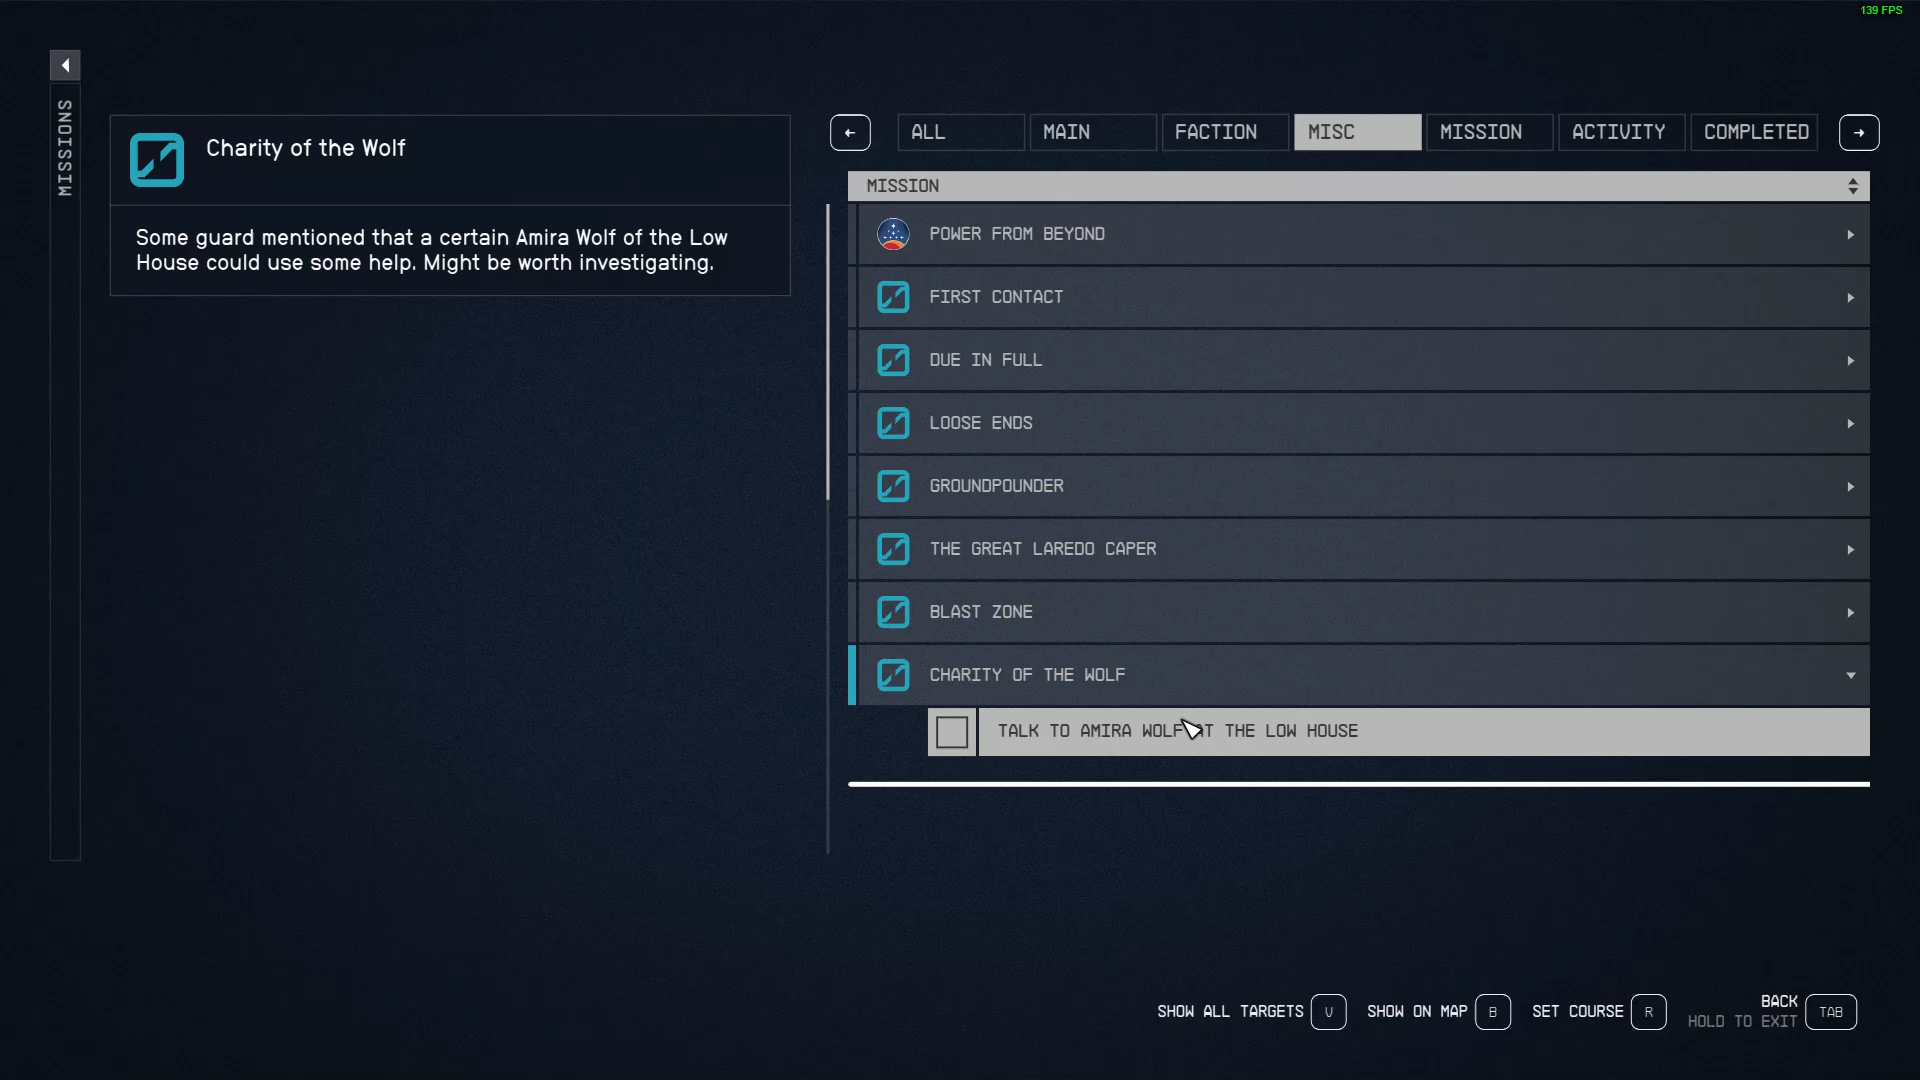 139 FPS
MISSIONS
Charity of the Wolf
Some guard mentioned that a certain Amira Wolf of the Low
House could use some help. Might be worth investigating.
ALL
MAIN
FACTION
MISC
MISSION
ACTIVITY
COMPLETED
MISSION
POWER FROM BEYOND
FIRST CONTACT
DUE IN FULL
LOOSE ENDS
GROUNDPOUNDER
THE GREAT LAREDO CAPER
BLAST ZONE
CHARITY OF THE WOLF
TALK TO AMIRA WOLF AT THE LOW HOUSE
SHOW ALL TARGETS V
SHOW ON MAP B
SET COURSE R
BACK
HOLD TO EXIT
TAB